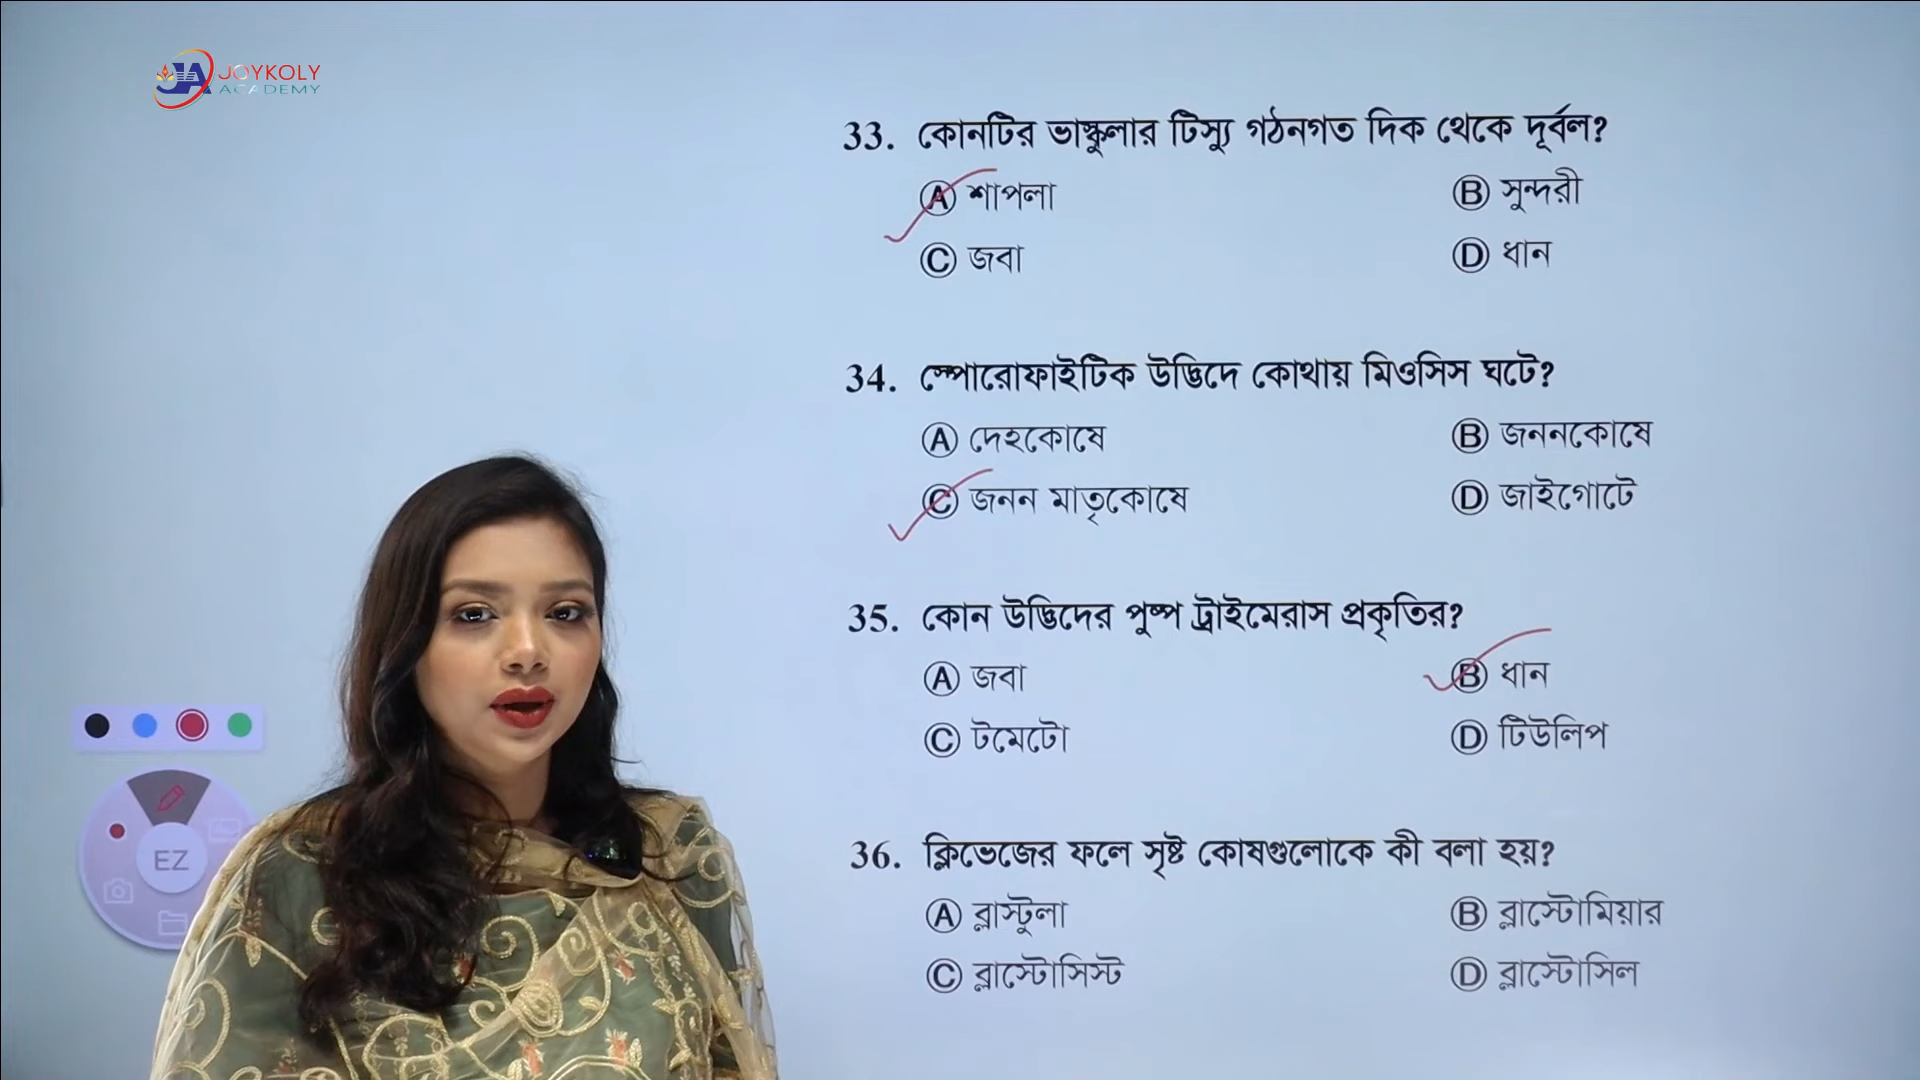 JOYKOLY
ACADEMY
33. কোনটির ভাস্কুলার টিস্যু গঠনগত দিক থেকে দূর্বল?
A শাপলা B সুন্দরী
C জবা D ধান
34. স্পোরোফাইটিক উদ্ভিদে কোথায় মিওসিস ঘটে?
A দেহকোষে B জননকোষে
C জনন মাতৃকোষে D জাইগোটে
35. কোন উদ্ভিদের পুষ্প ট্রাইমেরাস প্রকৃতির?
A জবা B ধান
C টমেটো D টিউলিপ
EZ
36. ক্লিভেজের ফলে সৃষ্ট কোষগুলোকে কী বলা হয়?
A ব্লাস্টুলা B ব্লাস্টোমিয়ার
C ব্লাস্টোসিস্ট D ব্লাস্টোসিল